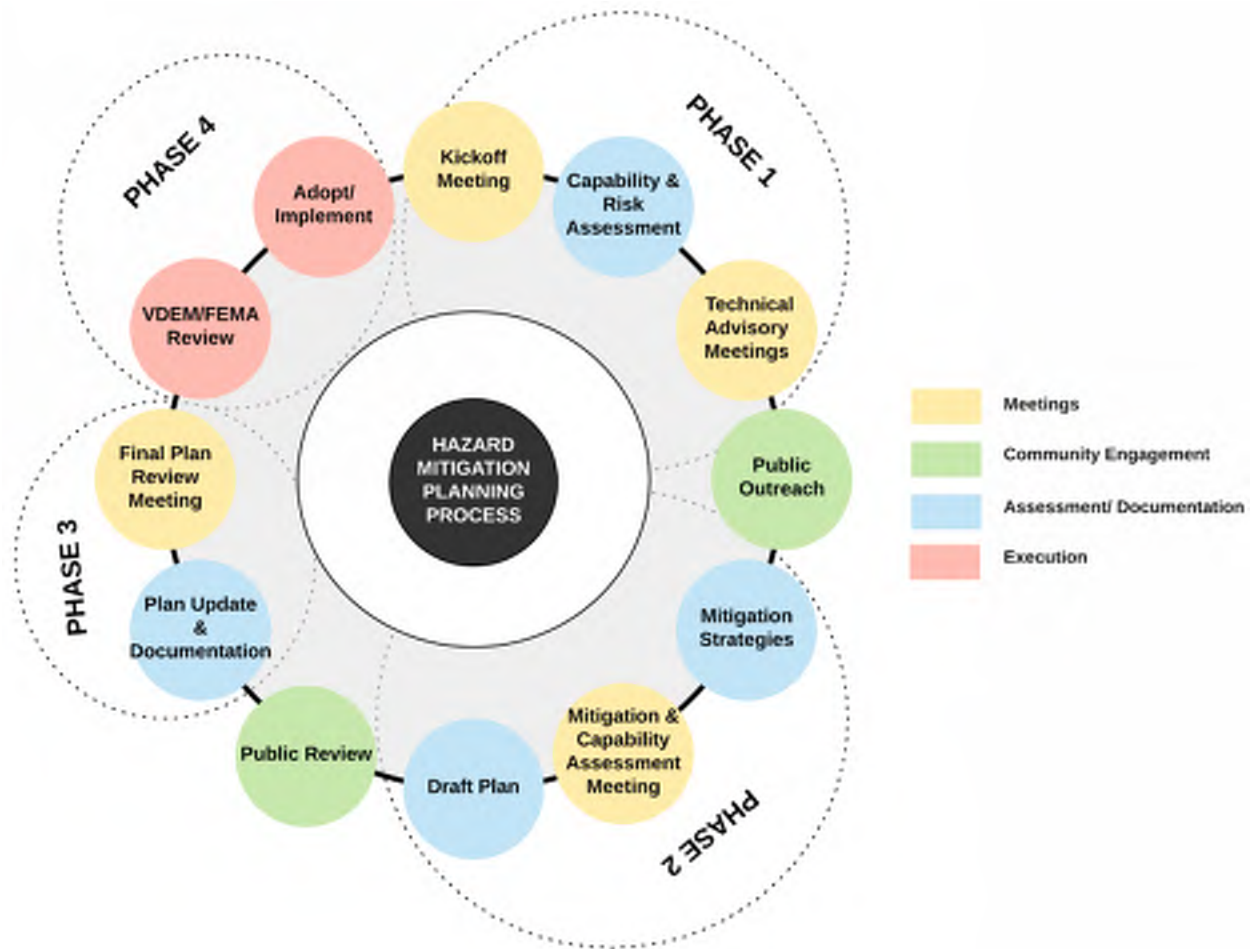 PHASE 1
Kickoff
Meeting
Capability &
Risk
Assessment
Technical
Advisory
Meetings
Public
Outreach
PHASE 2
Mitigation
Strategies
Mitigation &
Capability
Assessment
Meeting
Draft Plan
Public Review
PHASE 3
Plan Update
&
Documentation
Final Plan
Review
Meeting
PHASE 4
VDEM/FEMA
Review
Adopt/
Implement
HAZARD
MITIGATION
PLANNING
PROCESS
Meetings
Community Engagement
Assessment/ Documentation
Execution